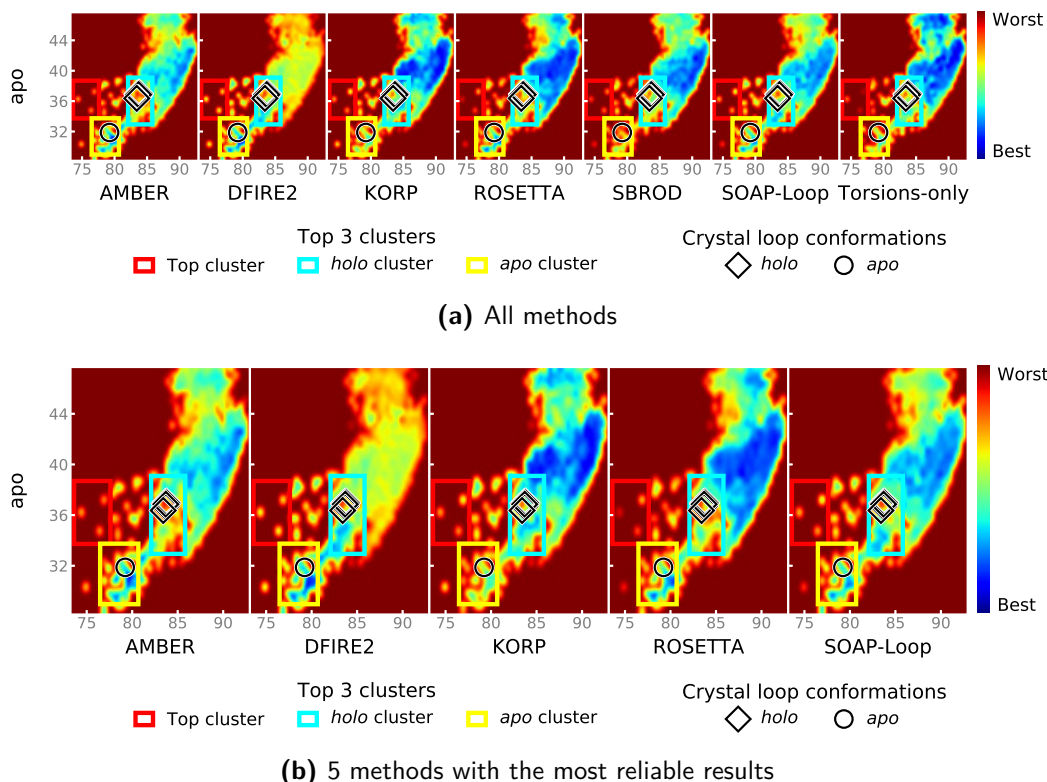 44
40
36
32
apo
75 80 85 90 75 80 85 90 75 80 85 90 75 80 85 90 75 80 85 90 75 80 85 90 75 80 85 90
AMBER DFIRE2 KORP ROSETTA SBROD SOAP-Loop Torsions-only
Worst
Best
Top 3 clusters
Top cluster holo cluster apo cluster
Crystal loop conformations
holo apo
(a) All methods
44
40
36
32
apo
75 80 85 90 75 80 85 90 75 80 85 90 75 80 85 90 75 80 85 90
AMBER DFIRE2 KORP ROSETTA SOAP-Loop
Worst
Best
Top 3 clusters
Top cluster holo cluster apo cluster
Crystal loop conformations
holo apo
(b) 5 methods with the most reliable results